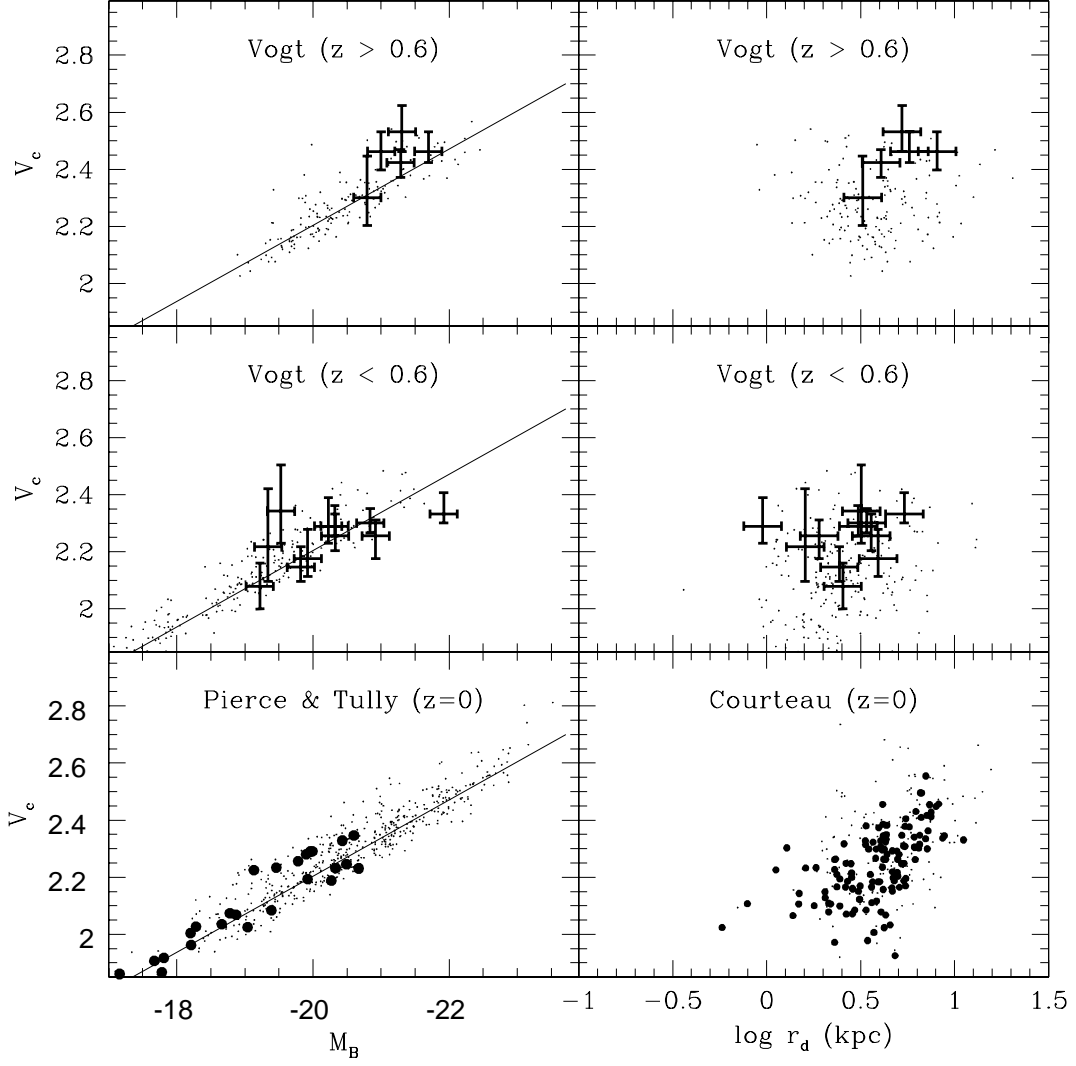 Vogt (z > 0.6)
Vogt (z > 0.6)
2.8
2.6
2.4
2.2
2
V_c
Vogt (z < 0.6)
Vogt (z < 0.6)
2.8
2.6
2.4
2.2
2
V_c
Pierce & Tully (z=0)
Courteau (z=0)
2.8
2.6
2.4
2.2
2
V_c
-18
-20
-22
M_B
−1
−0.5
0
0.5
1
1.5
log r_d (kpc)